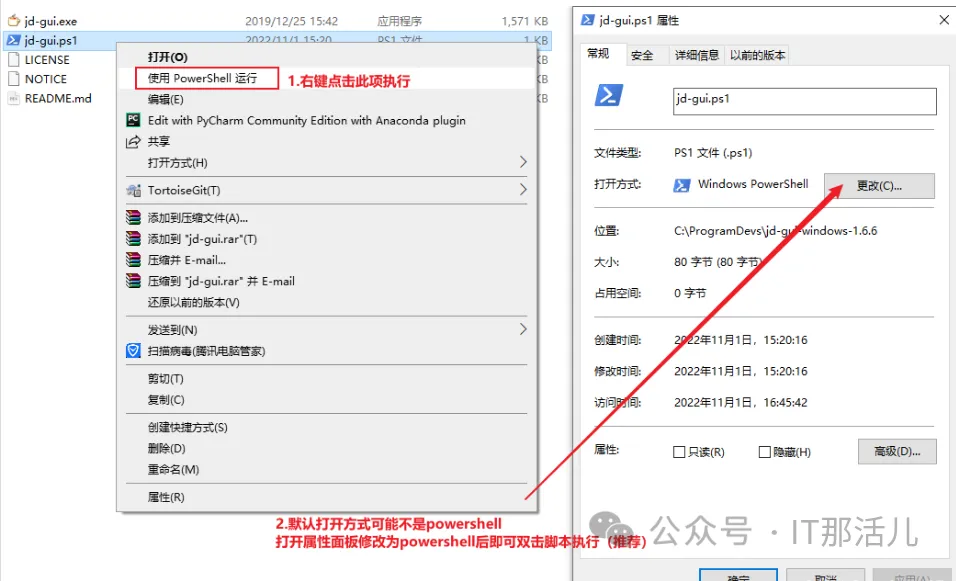 jd-gui.exe 2019/12/25 15:42 应用程序 1,571 KB
jd-gui.ps1 2022/11/1 15:20 PS1 文件 1 KB
LICENSE KB
NOTICE KB
README.md KB
打开(O)
使用 PowerShell 运行
1.右键点击此项执行
编辑(E)
Edit with PyCharm Community Edition with Anaconda plugin
共享
打开方式(H)
TortoiseGit(T)
添加到压缩文件(A)...
添加到 "jd-gui.rar"(T)
压缩并 E-mail...
压缩到 "jd-gui.rar" 并 E-mail
还原以前的版本(V)
发送到(N)
扫描病毒(腾讯电脑管家)
剪切(T)
复制(C)
创建快捷方式(S)
删除(D)
重命名(M)
属性(R)
2.默认打开方式可能不是powershell
打开属性面板修改为powershell后即可双击脚本执行（推荐）
jd-gui.ps1 属性
常规 安全 详细信息 以前的版本
jd-gui.ps1
文件类型: PS1 文件 (.ps1)
打开方式: Windows PowerShell 更改(C)...
位置: C:\ProgramDevs\jd-gui-windows-1.6.6
大小: 80 字节 (80 字节)
占用空间: 0 字节
创建时间: 2022年11月1日，15:20:16
修改时间: 2022年11月1日，15:20:16
访问时间: 2022年11月1日，16:45:42
属性: 只读(R) 隐藏(H) 高级(D)...
公众号 · IT那活儿
确定 取消 应用(A)